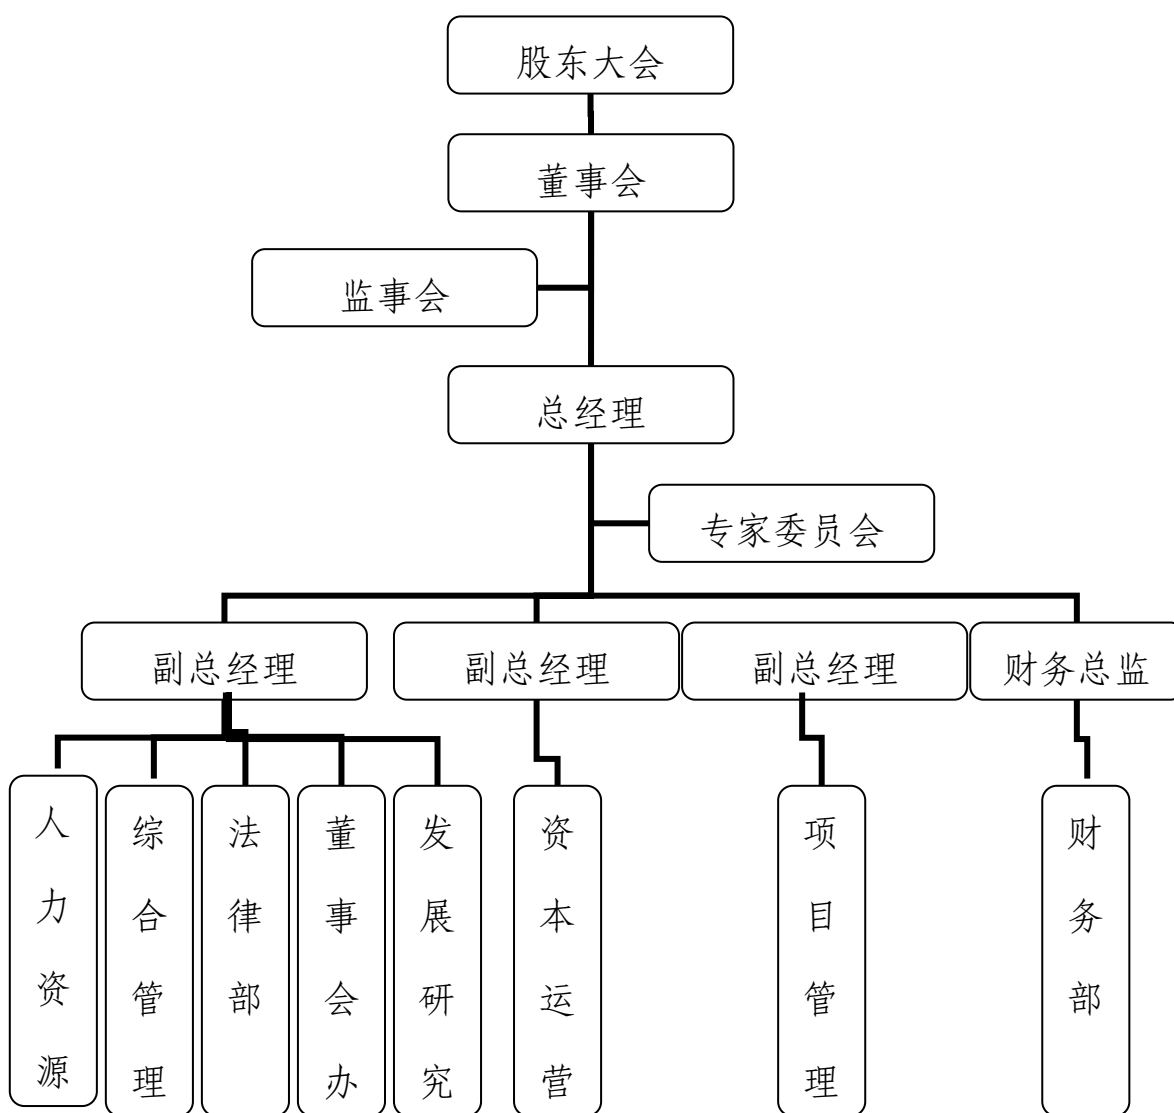 股东大会
董事会
监事会
总经理
专家委员会
副总经理
副总经理
副总经理
财务总监
人力资源
综合管理
法律部
董事会办
发展研究
资本运营
项目管理
财务部